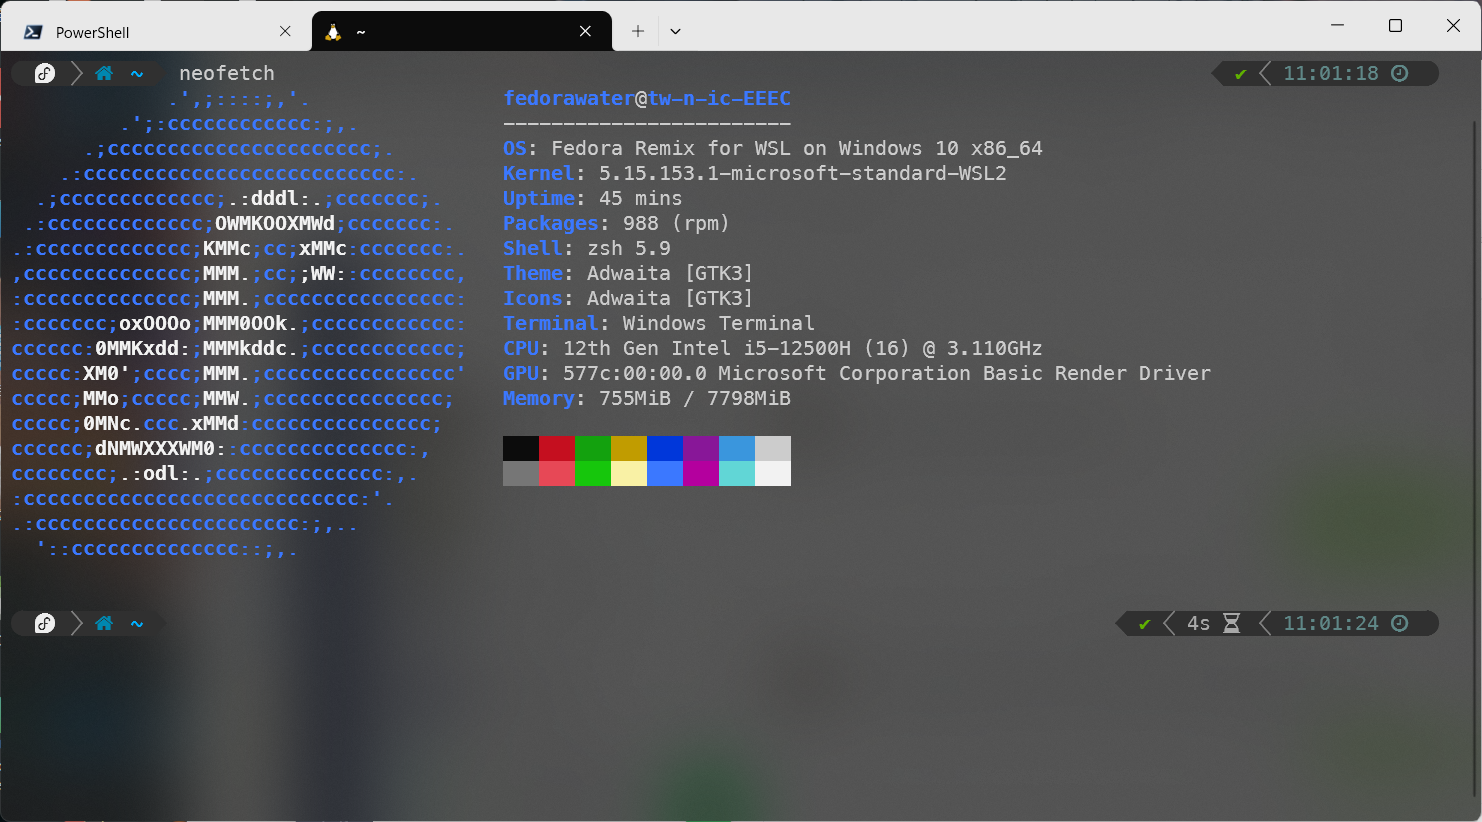 PowerShell
~
~ neofetch ✔ 11:01:18
.',;::::;,'.
.';:cccccccccccc:;,.
.;cccccccccccccccccccccc;.
.:cccccccccccccccccccccccccc:.
.;ccccccccccccc;.:dddl:.;ccccccc;.
.:ccccccccccccc;OWMKOOXMWd;ccccccc:.
.:ccccccccccccc;KMMc;cc;xMMc:ccccccc:.
,cccccccccccccc;MMM.;cc;;WW::cccccccc,
:cccccccccccccc;MMM.;cccccccccccccccc:
:ccccccc;oxOOOo;MMM0OOk.;cccccccccccc:
cccccc:0MMKxdd:;MMMkddc.;cccccccccccc;
ccccc:XM0';cccc;MMM.;cccccccccccccccc'
ccccc;MMo;ccccc;MMW.;ccccccccccccccc;
ccccc;0MNc.ccc.xMMd:ccccccccccccccc;
cccccc;dNMWXXXWM0::cccccccccccccc:,
cccccccc;.:odl:.;cccccccccccccc:,.
:cccccccccccccccccccccccccccc:'.
.:cccccccccccccccccccccc:;,..
'::cccccccccccccc::;,.
fedorawater@tw-n-ic-EEEC
------------------------
OS: Fedora Remix for WSL on Windows 10 x86_64
Kernel: 5.15.153.1-microsoft-standard-WSL2
Uptime: 45 mins
Packages: 988 (rpm)
Shell: zsh 5.9
Theme: Adwaita [GTK3]
Icons: Adwaita [GTK3]
Terminal: Windows Terminal
CPU: 12th Gen Intel i5-12500H (16) @ 3.110GHz
GPU: 577c:00:00.0 Microsoft Corporation Basic Render Driver
Memory: 755MiB / 7798MiB
~ ✔ 4s 11:01:24